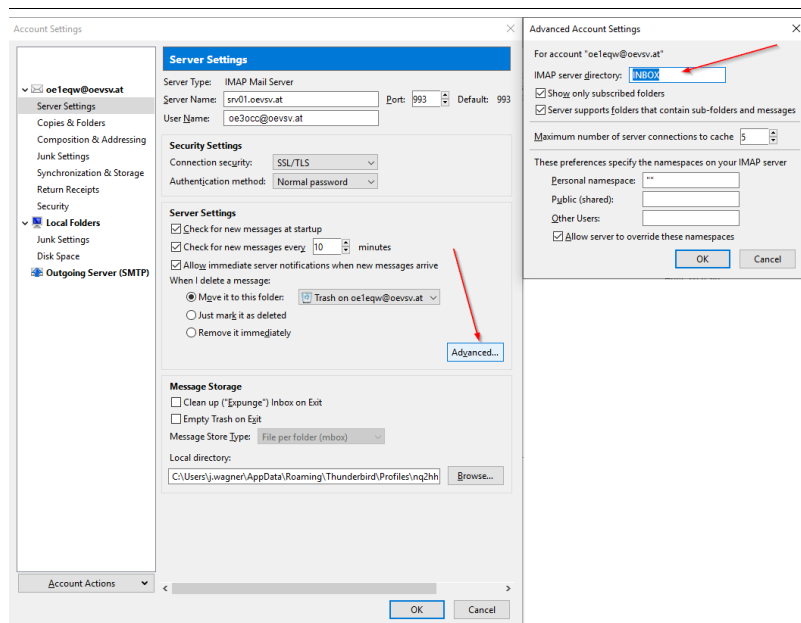 Account Settings
oe1eqw@oevsv.at
Server Settings
Copies & Folders
Composition & Addressing
Junk Settings
Synchronization & Storage
Return Receipts
Security
Local Folders
Junk Settings
Disk Space
Outgoing Server (SMTP)
Account Actions
Server Settings
Server Type: IMAP Mail Server
Server Name: srv01.oevsv.at Port: 993 Default: 993
User Name: oe3occ@oevsv.at
Security Settings
Connection security: SSL/TLS
Authentication method: Normal password
Server Settings
Check for new messages at startup
Check for new messages every 10 minutes
Allow immediate server notifications when new messages arrive
When I delete a message:
Move it to this folder: Trash on oe1eqw@oevsv.at
Just mark it as deleted
Remove it immediately
Advanced...
Message Storage
Clean up ("Expunge") Inbox on Exit
Empty Trash on Exit
Message Store Type: File per folder (mbox)
Local directory:
C:\Users\j.wagner\AppData\Roaming\Thunderbird\Profiles\nq2hh Browse...
OK Cancel
Advanced Account Settings
For account "oe1eqw@oevsv.at"
IMAP server directory: INBOX
Show only subscribed folders
Server supports folders that contain sub-folders and messages
Maximum number of server connections to cache 5
These preferences specify the namespaces on your IMAP server
Personal namespace: ""
Public (shared):
Other Users:
Allow server to override these namespaces
OK Cancel